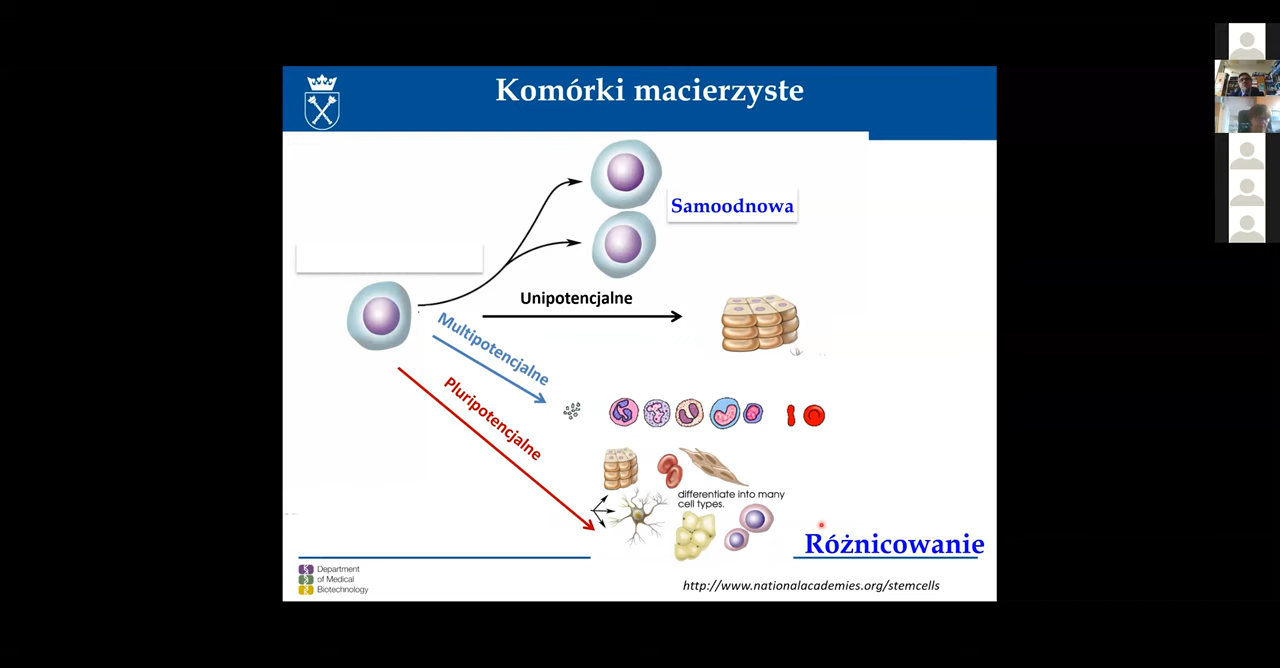 Komórki macierzyste
Samoodnowa
Unipotencjalne
Multipotencjalne
Pluripotencjalne
differentiate into many
cell types.
Różnicowanie
Department
of Medical
Biotechnology
http://www.nationalacademies.org/stemcells